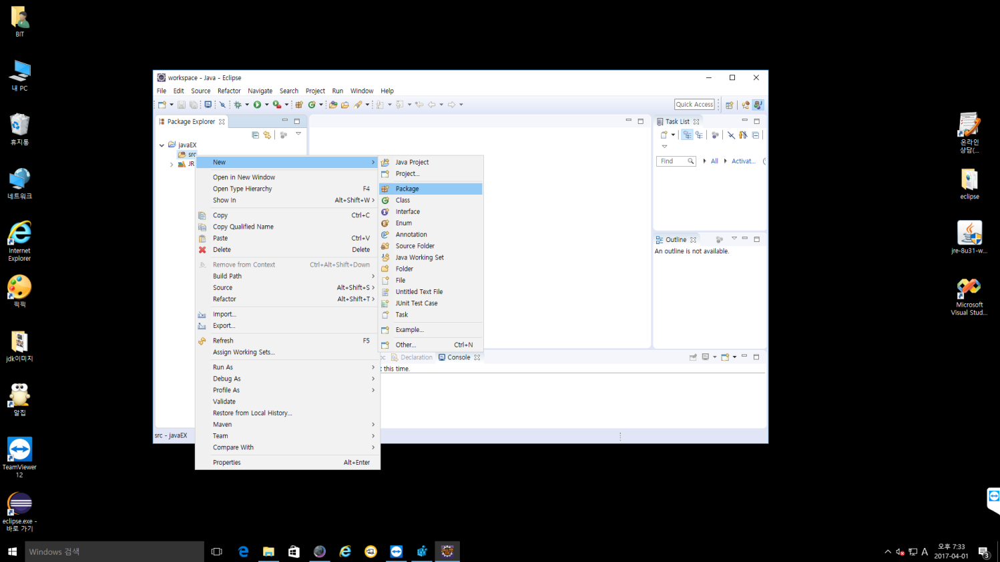 BIT
내 PC
휴지통
네트워크
Internet
Explorer
픽픽
jdk이미지
알집
TeamViewer
12
eclipse.exe -
바로 가기
workspace - Java - Eclipse
File Edit Source Refactor Navigate Search Project Run Window Help
Quick Access
Package Explorer
javaEX
src
JR
New
Open in New Window
Open Type Hierarchy F4
Show In Alt+Shift+W
Copy Ctrl+C
Copy Qualified Name
Paste Ctrl+V
Delete Delete
Remove from Context Ctrl+Alt+Shift+Down
Build Path
Source Alt+Shift+S
Refactor Alt+Shift+T
Import...
Export...
Refresh F5
Assign Working Sets...
Run As
Debug As
Profile As
Validate
Restore from Local History...
Maven
Team
Compare With
Properties Alt+Enter
Java Project
Project...
Package
Class
Interface
Enum
Annotation
Source Folder
Java Working Set
Folder
File
Untitled Text File
JUnit Test Case
Task
Example...
Other... Ctrl+N
Task List
Find
All
Activat...
Outline
An outline is not available.
oc Declaration Console
t this time.
src - javaEX
온라인
상담(...
eclipse
jre-8u31-w...
Microsoft
Visual Stud...
Windows 검색
A
오후 7:33
2017-04-01
3